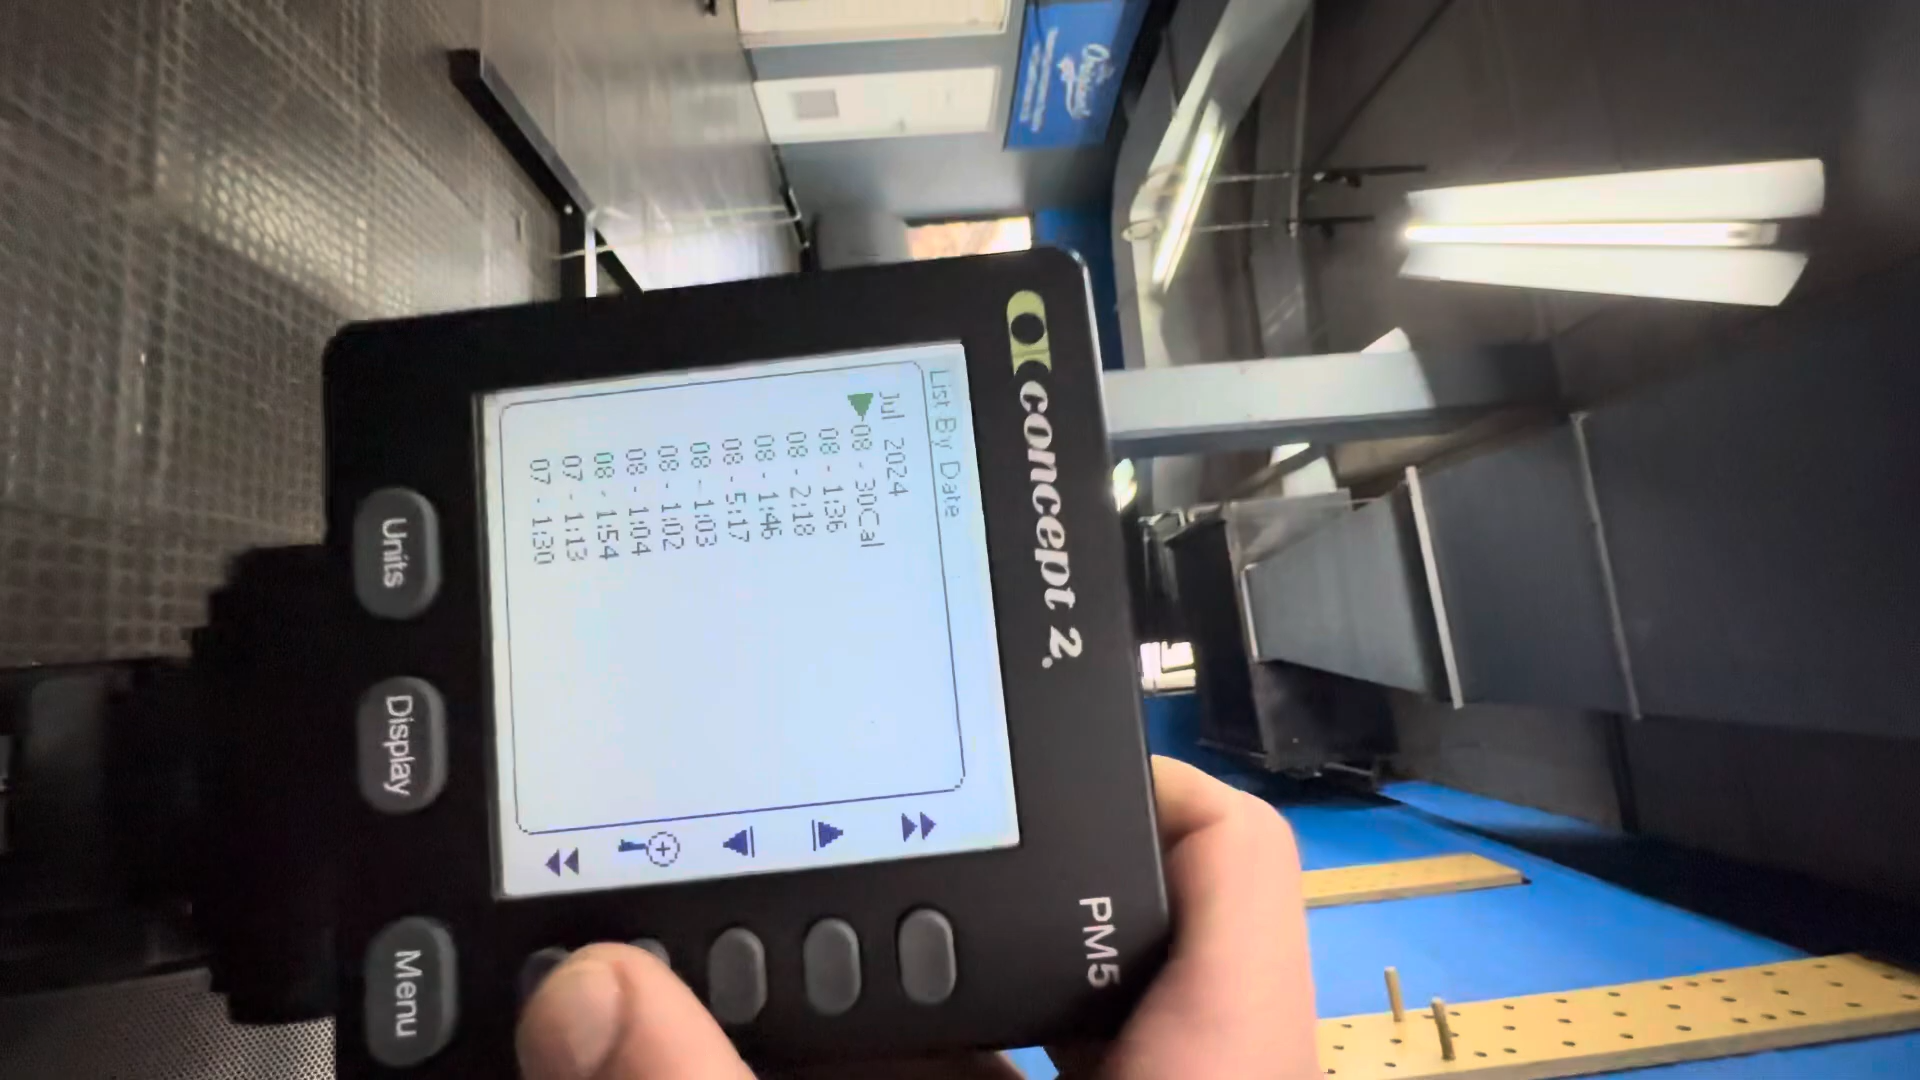 concept 2.
PM5
List By Date
Jul 2024
08 - 30Cal
08 - 1:36
08 - 2:18
08 - 1:46
08 - 5:17
08 - 1:03
08 - 1:02
08 - 1:04
08 - 1:54
07 - 1:13
07 - 1:30
Units
Display
Menu
Original